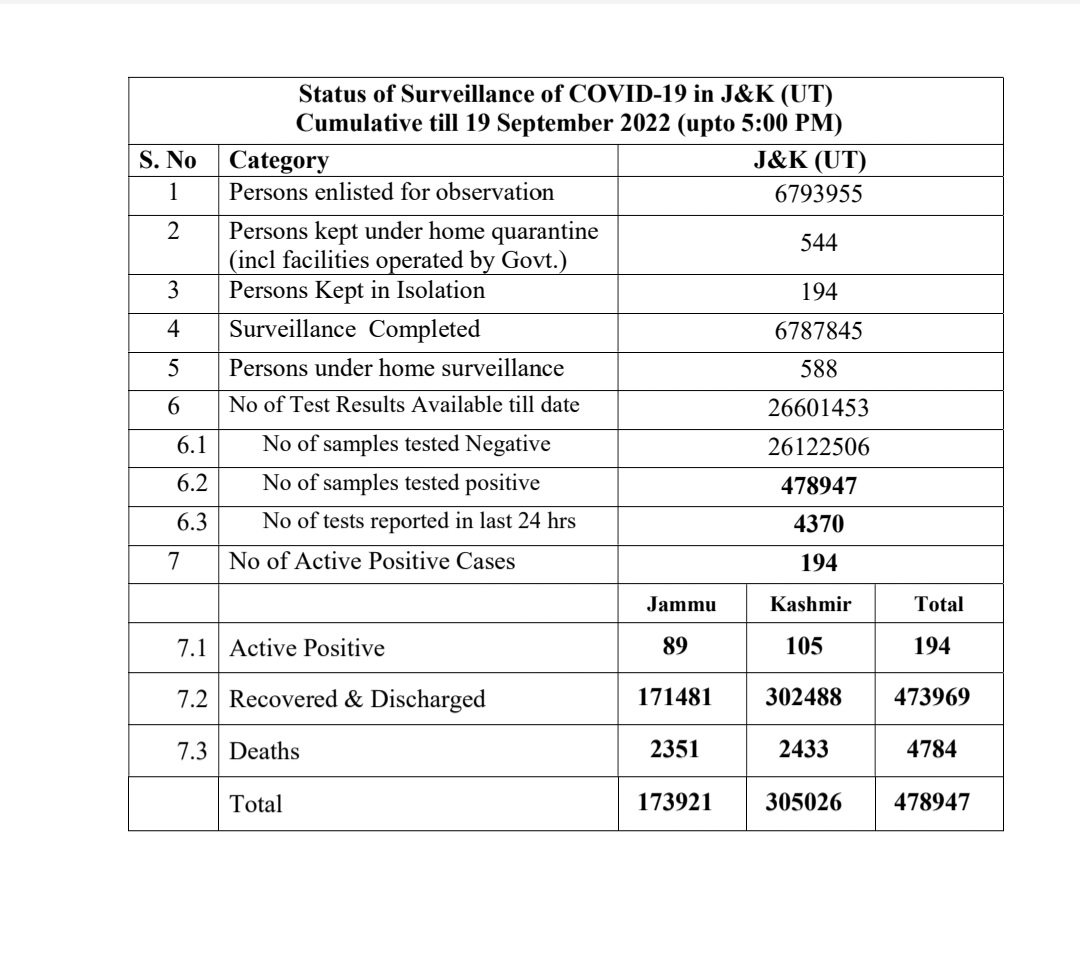 Status of Surveillance of COVID-19 in J&K (UT)
Cumulative till 19 September 2022 (upto 5:00 PM)
S. No Category J&K (UT)
1 Persons enlisted for observation 6793955
2 Persons kept under home quarantine
(incl facilities operated by Govt.) 544
3 Persons Kept in Isolation 194
4 Surveillance Completed 6787845
5 Persons under home surveillance 588
6 No of Test Results Available till date 26601453
6.1 No of samples tested Negative 26122506
6.2 No of samples tested positive 478947
6.3 No of tests reported in last 24 hrs 4370
7 No of Active Positive Cases 194
Jammu Kashmir Total
7.1 Active Positive 89 105 194
7.2 Recovered & Discharged 171481 302488 473969
7.3 Deaths 2351 2433 4784
Total 173921 305026 478947